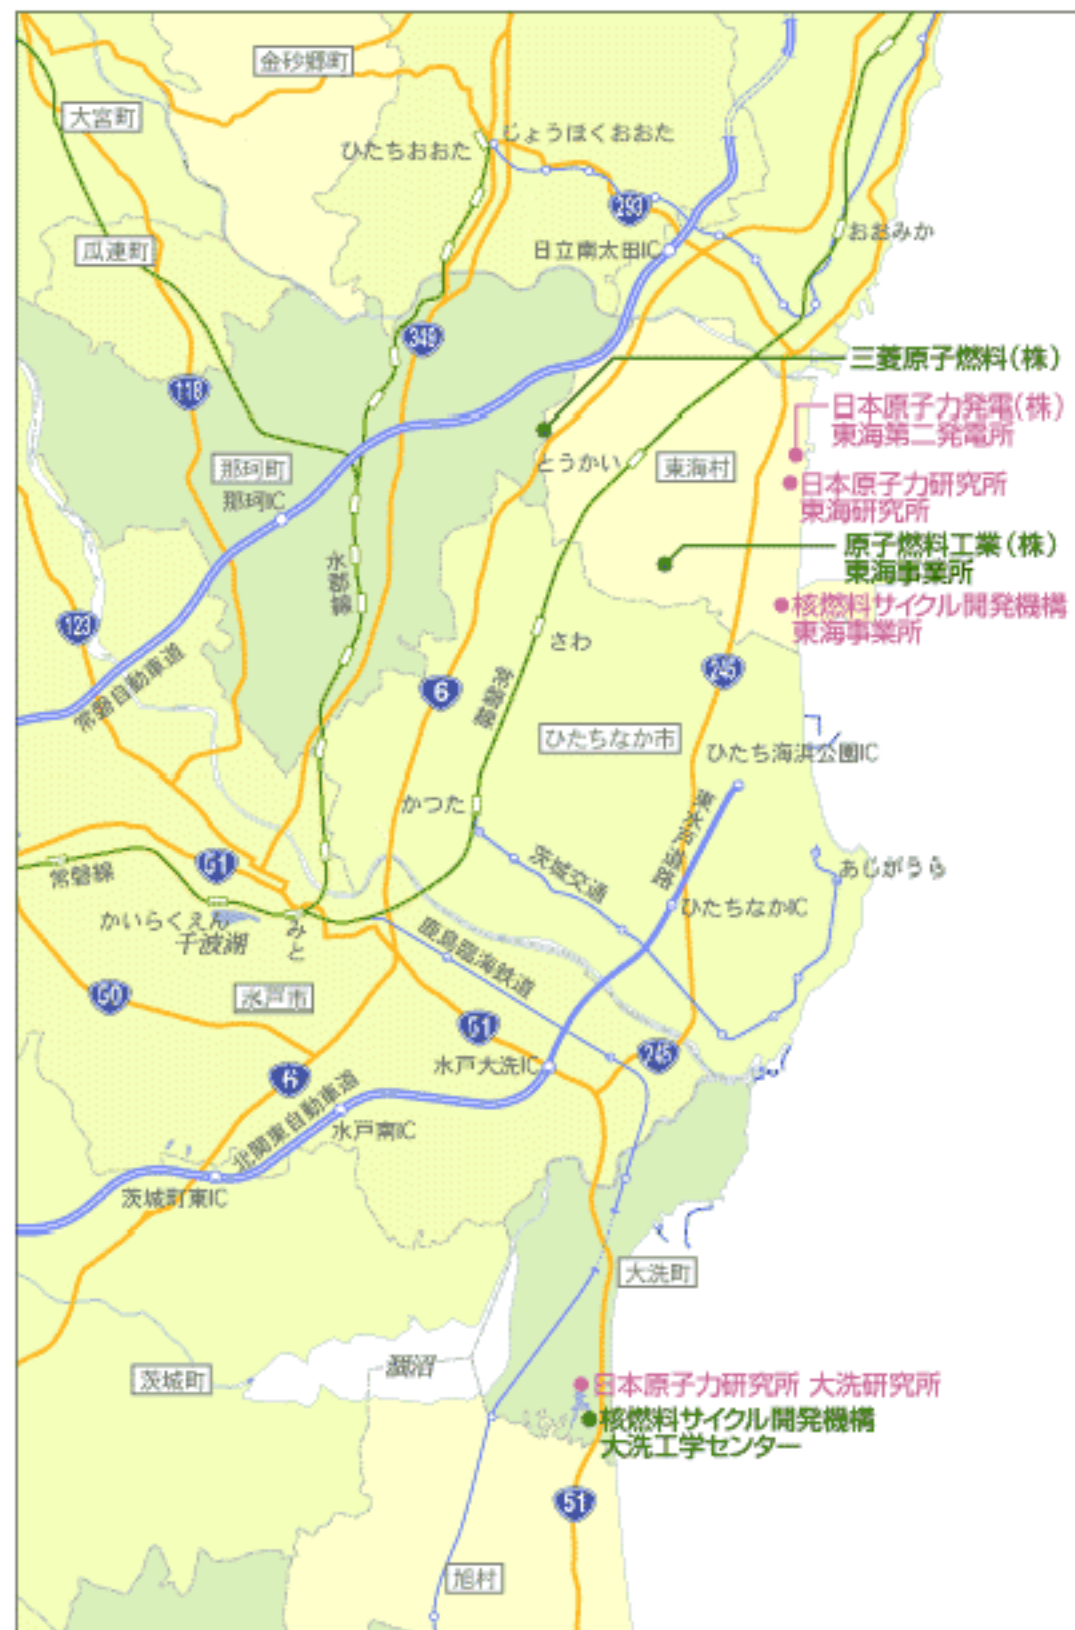 金砂郷町
大宮町
じょうほくおおた
ひたちおおた
293
おおみか
瓜連町
日立南太田IC
349
三菱原子燃料(株)
118
日本原子力発電(株)
東海第二発電所
とうかい
東海村
那珂町
那珂IC
日本原子力研究所
東海研究所
原子燃料工業(株)
東海事業所
水郡線
核燃料サイクル開発機構
東海事業所
123
さわ
245
常磐自動車道
6
常磐線
ひたちなか市
ひたち海浜公園IC
かつた
東水戸道路
51
茨城交通
あじがうら
常磐線
かいらくえん
千波湖
みと
ひたちなかIC
鹿島臨海鉄道
50
水戸市
51
245
水戸大洗IC
6
北関東自動車道
水戸南IC
茨城町東IC
大洗町
涸沼
茨城町
日本原子力研究所 大洗研究所
核燃料サイクル開発機構
大洗工学センター
51
旭村